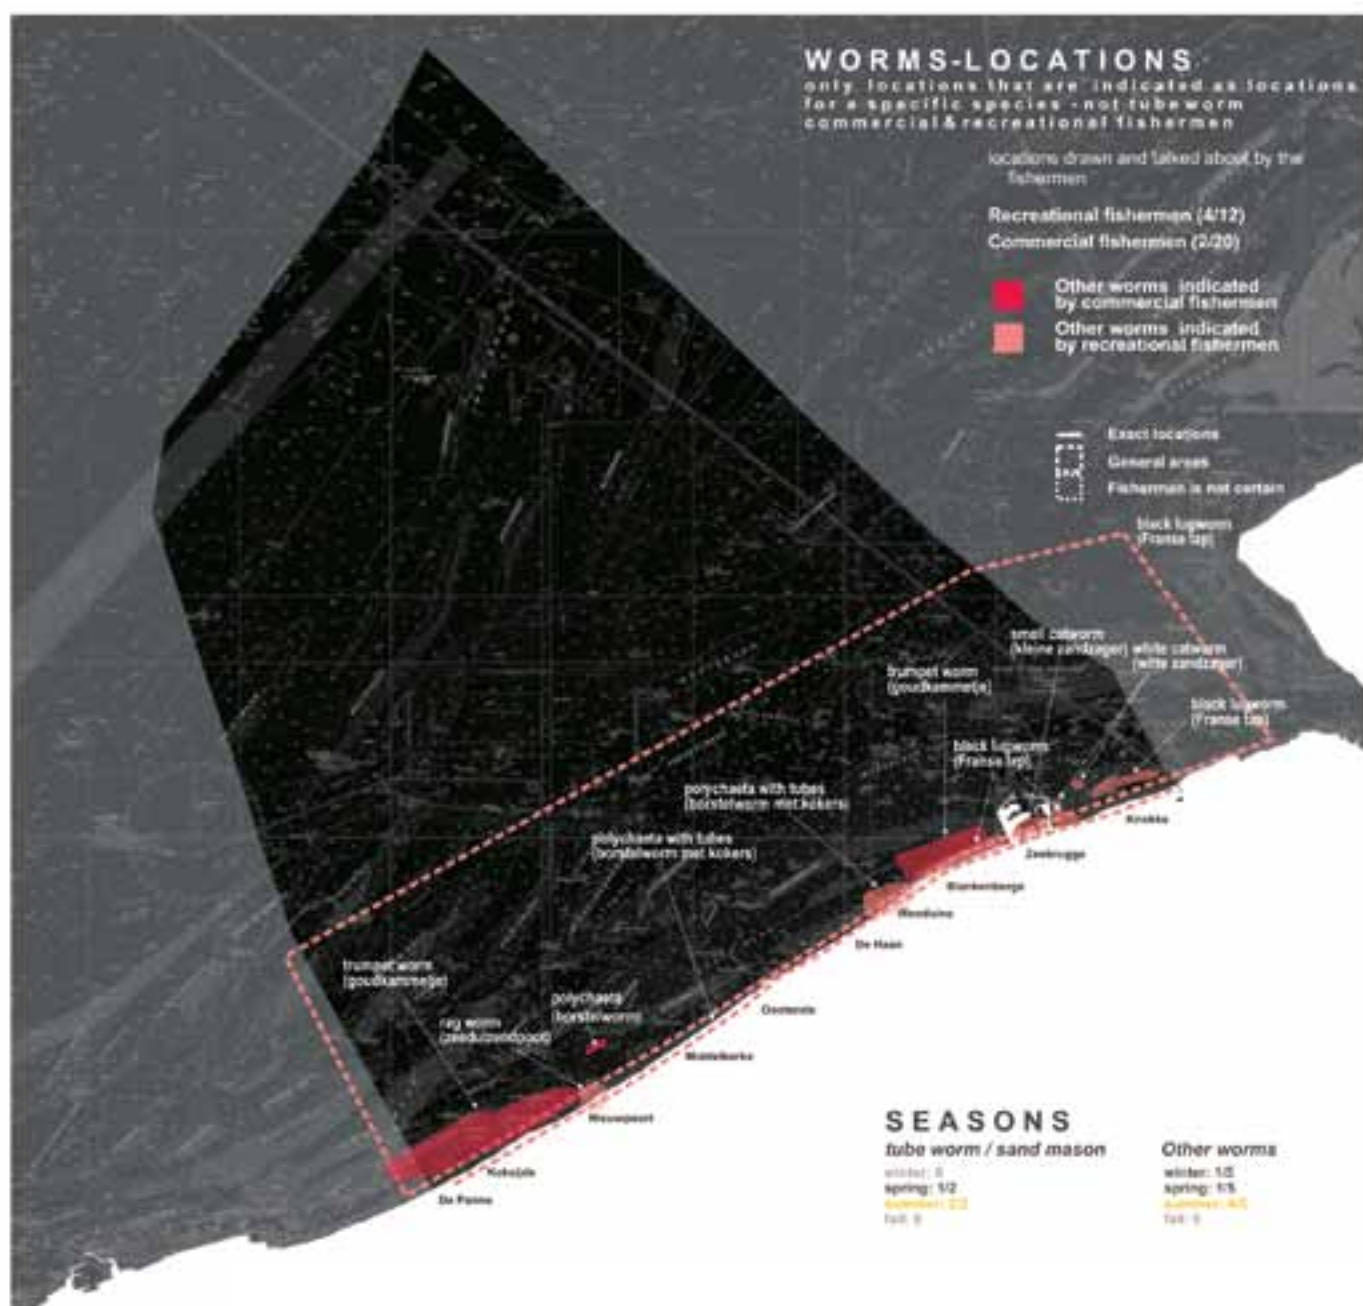 WORMS-LOCATIONS
only locations that are indicated as locations
for a specific species - not tubeworm
commercial & recreational fishermen
locations drawn and talked about by the
fishermen
Recreational fishermen (4/12)
Commercial fishermen (2/20)
Other worms indicated
by commercial fishermen
Other worms indicated
by recreational fishermen
Exact locations
General areas
Fisherman is not certain
black lugworm
(Franse tap)
small catworm
(kleine zandzager)
white catworm
(witte zandzager)
trumpet worm
(goudkammetje)
black lugworm
(Franse tap)
black lugworm
(Franse tap)
polychaeta with tubes
(borstelworm met kokers)
polychaeta with tubes
(borstelworm met kokers)
Knokke
Zeebrugge
Blankenberge
Wenduine
De Haan
trumpet worm
(goudkammetje)
polychaeta
(borstelworm)
rag worm
(zeeduizendpoot)
Oostende
Middelkerke
Nieuwpoort
Koksijde
De Panne
SEASONS
tube worm / sand mason
winter: 0
spring: 1/2
summer: 2/2
fall: 0
Other worms
winter: 1/5
spring: 1/5
summer: 4/5
fall: 0